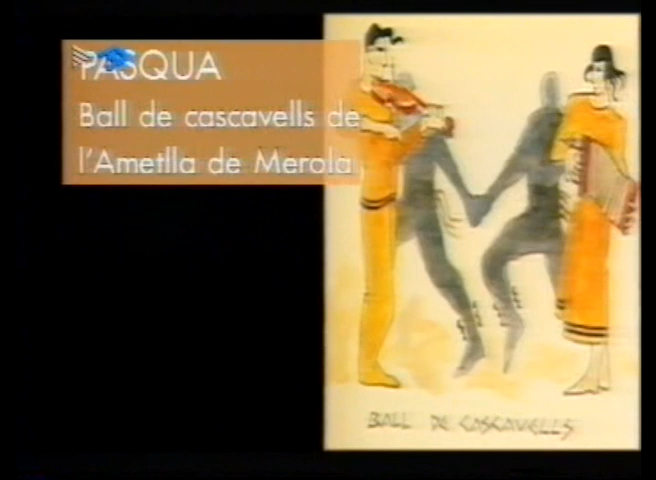 PASQUA
Ball de cascavells de
l'Ametlla de Merola
BALL DE CASCAVELLS